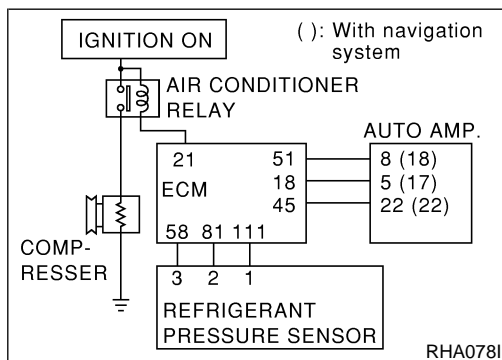 IGNITION ON
( ): With navigation
system
AIR CONDITIONER
RELAY
AUTO AMP.
21
51
8 (18)
ECM
18
5 (17)
45
22 (22)
58 81 111
COMP-
RESSER
3 2 1
REFRIGERANT
PRESSURE SENSOR
RHA078I